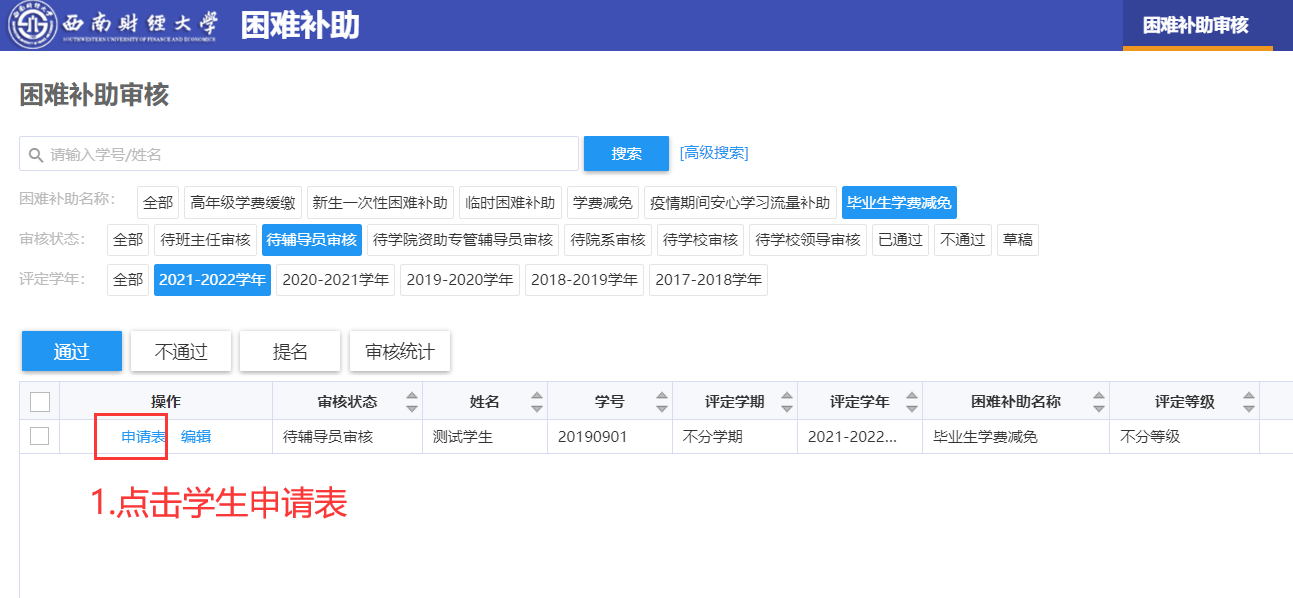 西南财经大学 困难补助 困难补助审核
SOUTHWESTERN UNIVERSITY OF FINANCE AND ECONOMICS
困难补助审核
请输入学号/姓名 搜索 [高级搜索]
困难补助名称: 全部 高年级学费缓缴 新生一次性困难补助 临时困难补助 学费减免 疫情期间安心学习流量补助 毕业生学费减免
审核状态: 全部 待班主任审核 待辅导员审核 待学院资助专管辅导员审核 待院系审核 待学校审核 待学校领导审核 已通过 不通过 草稿
评定学年: 全部 2021-2022学年 2020-2021学年 2019-2020学年 2018-2019学年 2017-2018学年
通过 不通过 提名 审核统计
操作 审核状态 姓名 学号 评定学期 评定学年 困难补助名称 评定等级
申请表 编辑 待辅导员审核 测试学生 20190901 不分学期 2021-2022... 毕业生学费减免 不分等级
1.点击学生申请表